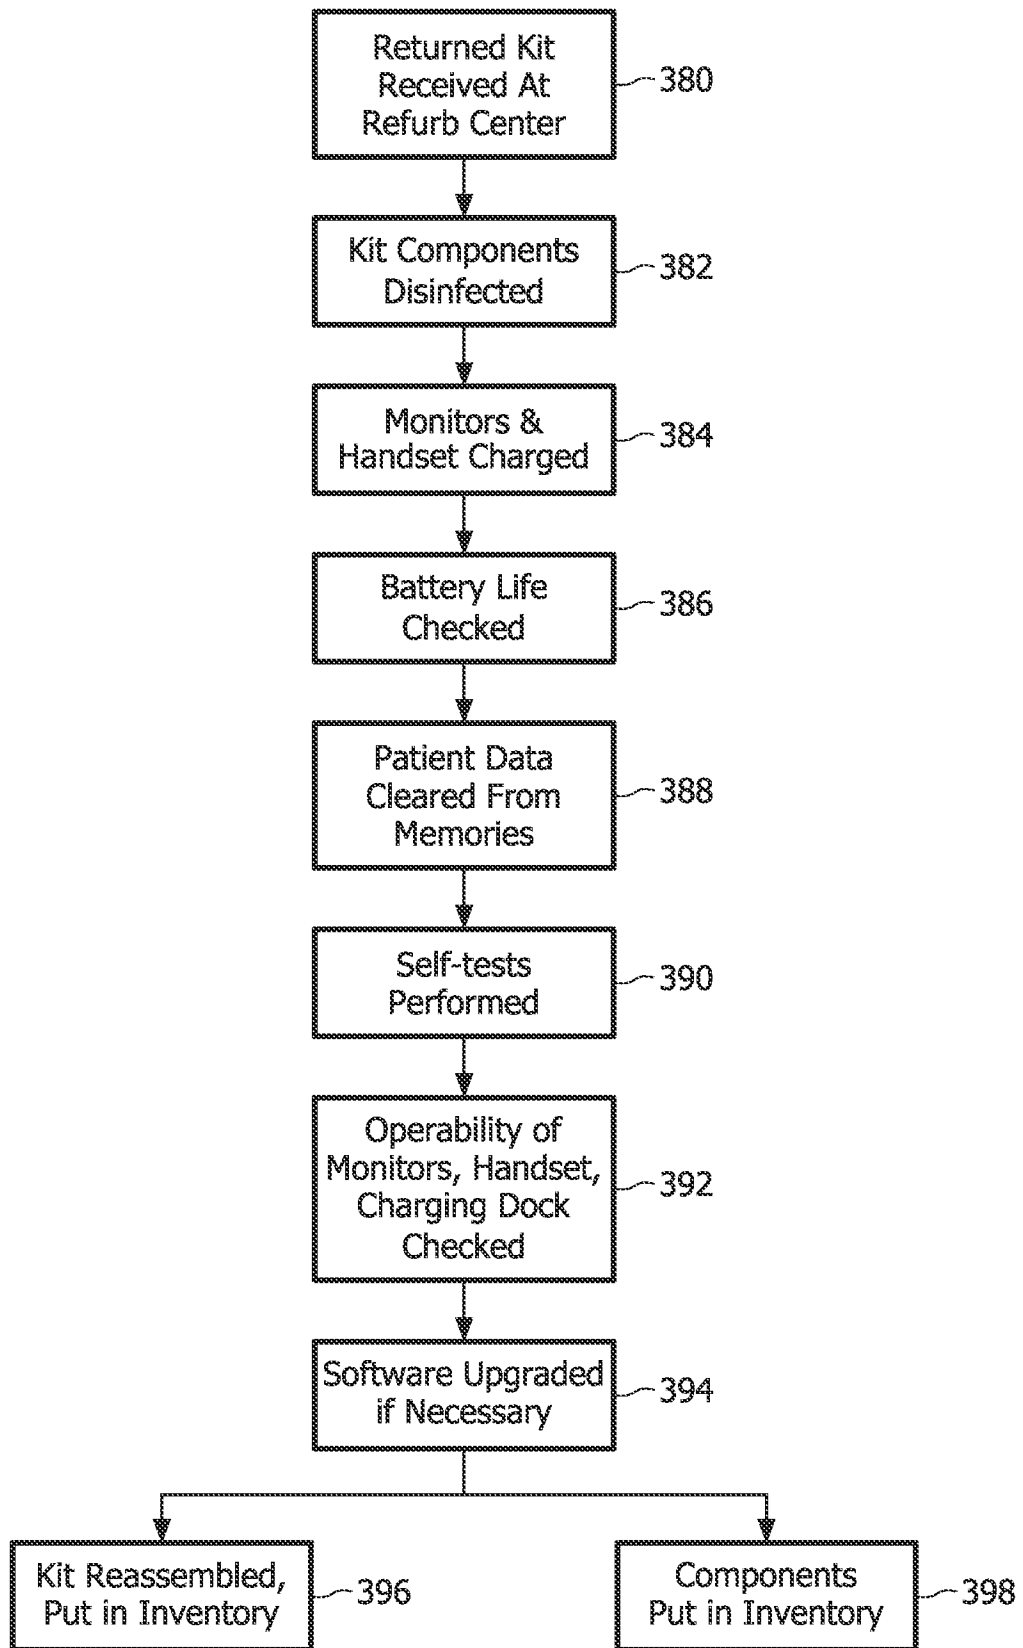 Returned Kit
Received At
Refurb Center
380
Kit Components
Disinfected
382
Monitors &
Handset Charged
384
Battery Life
Checked
386
Patient Data
Cleared From
Memories
388
Self-tests
Performed
390
Operability of
Monitors, Handset,
Charging Dock
Checked
392
Software Upgraded
if Necessary
394
Kit Reassembled,
Put in Inventory
396
Components
Put in Inventory
398